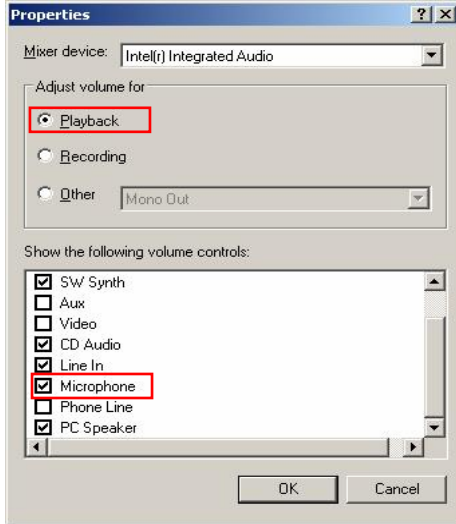 Properties
Mixer device: Intel(r) Integrated Audio
Adjust volume for
Playback
Recording
Other Mono Out
Show the following volume controls:
SW Synth
Aux
Video
CD Audio
Line In
Microphone
Phone Line
PC Speaker
OK Cancel